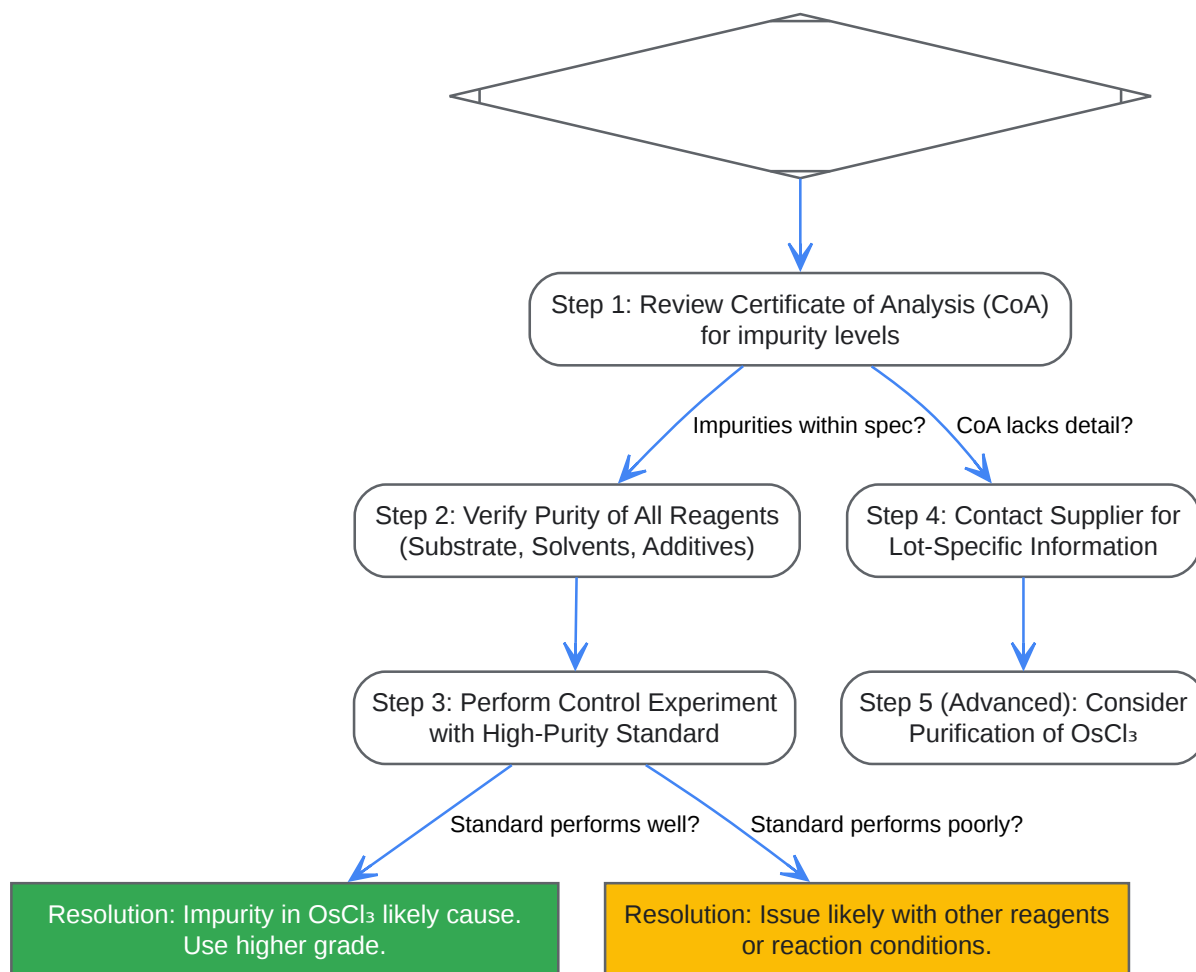 Step 1: Review Certificate of Analysis (CoA)
for impurity levels
Impurities within spec?
CoA lacks detail?
Step 2: Verify Purity of All Reagents
(Substrate, Solvents, Additives)
Step 4: Contact Supplier for
Lot-Specific Information
Step 3: Perform Control Experiment
with High-Purity Standard
Step 5 (Advanced): Consider
Purification of OsCl₃
Standard performs well?
Standard performs poorly?
Resolution: Impurity in OsCl₃ likely cause.
Use higher grade.
Resolution: Issue likely with other reagents
or reaction conditions.